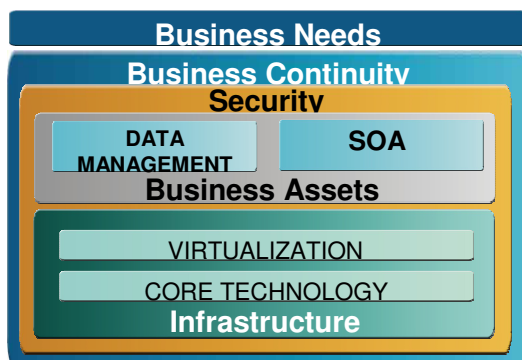 Business Needs
Business Continuity
Security
DATA SOA
MANAGEMENT
Business Assets
VIRTUALIZATION
CORE TECHNOLOGY
Infrastructure